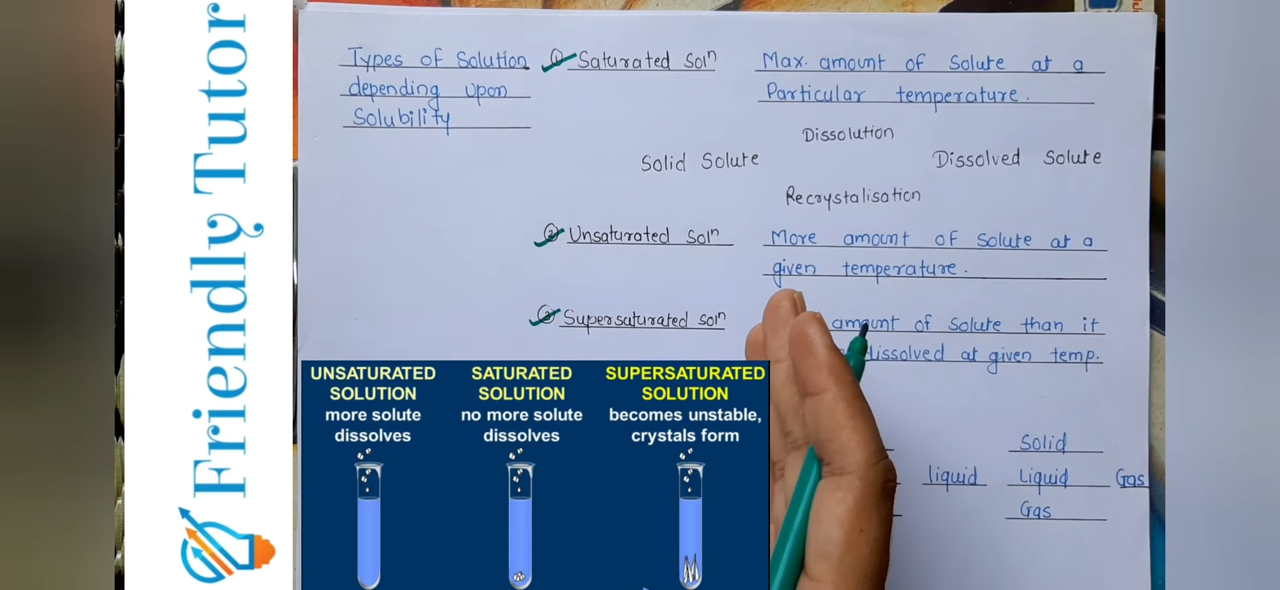 Friendly Tutor
Types of Solution
depending upon
Solubility
① Saturated Solⁿ
Max. amount of Solute at a
Particular temperature.
Dissolution
Solid Solute
Dissolved Solute
Recrystalisation
② Unsaturated Solⁿ
More amount of Solute at a
given temperature.
③ Supersaturated Solⁿ
amount of Solute than it
dissolved at given temp.
UNSATURATED
SOLUTION
more solute
dissolves
SATURATED
SOLUTION
no more solute
dissolves
SUPERSATURATED
SOLUTION
becomes unstable,
crystals form
liquid
Solid
Liquid
Gas
Gas